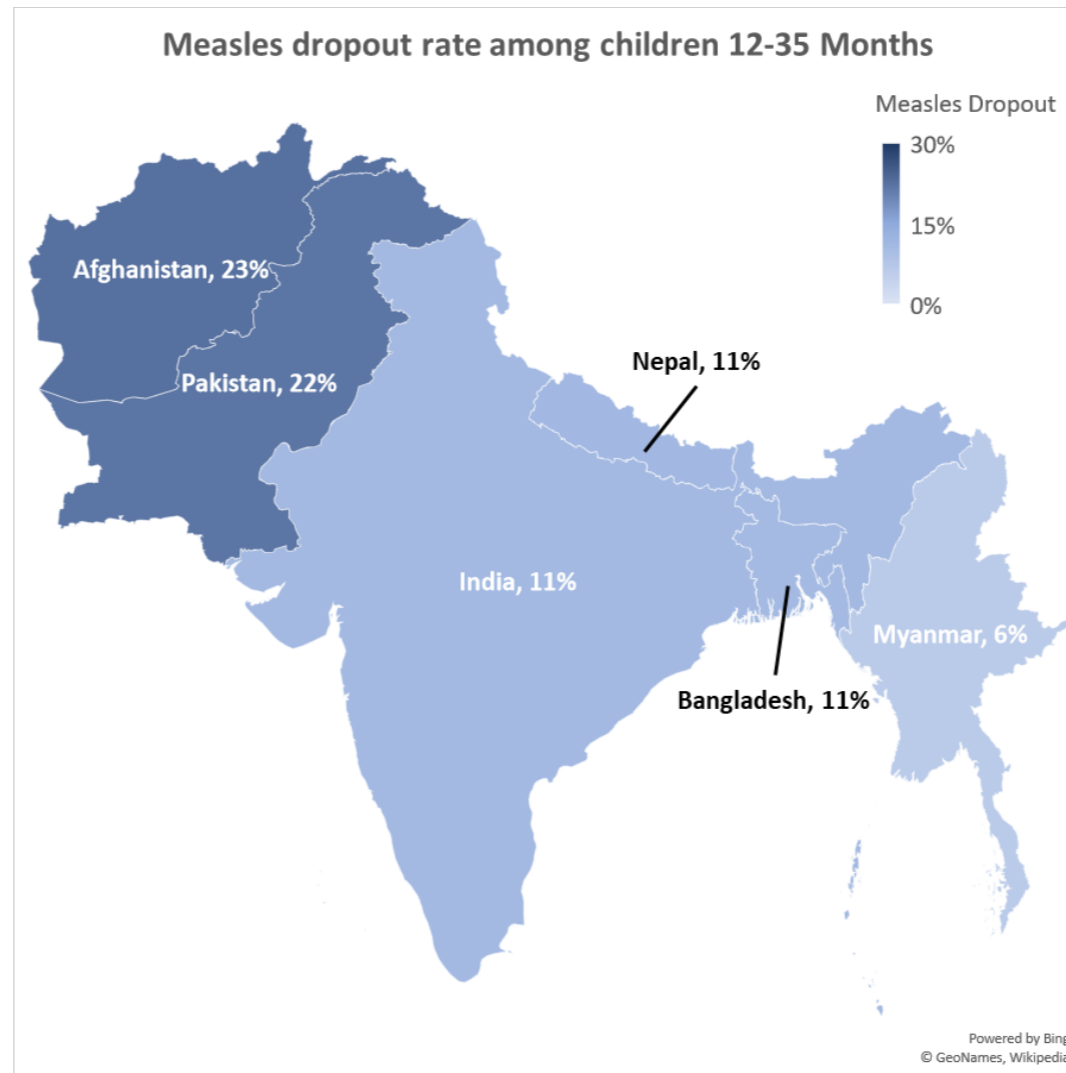 Measles dropout rate among children 12-35 Months
Measles Dropout
30%
15%
0%
Afghanistan, 23%
Nepal, 11%
Pakistan, 22%
India, 11%
Myanmar, 6%
Bangladesh, 11%
Powered by Bing
© GeoNames, Wikipedia